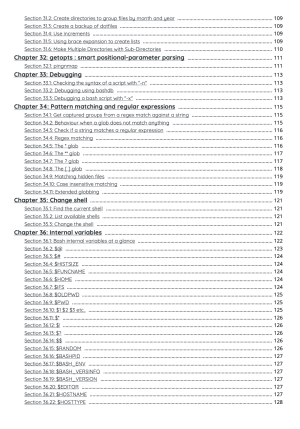 Section 31.2: Create directories to group files by month and year 109
Section 31.3: Create a backup of dotfiles 109
Section 31.4: Use increments 109
Section 31.5: Using brace expansion to create lists 109
Section 31.6: Make Multiple Directories with Sub-Directories 110
Chapter 32: getopts : smart positional-parameter parsing 111
Section 32.1: pingnmap 111
Chapter 33: Debugging 113
Section 33.1: Checking the syntax of a script with "-n" 113
Section 33.2: Debugging using bashdb 113
Section 33.3: Debugging a bash script with "-x" 113
Chapter 34: Pattern matching and regular expressions 115
Section 34.1: Get captured groups from a regex match against a string 115
Section 34.2: Behaviour when a glob does not match anything 115
Section 34.3: Check if a string matches a regular expression 116
Section 34.4: Regex matching 116
Section 34.5: The * glob 116
Section 34.6: The ** glob 117
Section 34.7: The ? glob 117
Section 34.8: The [ ] glob 118
Section 34.9: Matching hidden files 119
Section 34.10: Case insensitive matching 119
Section 34.11: Extended globbing 119
Chapter 35: Change shell 121
Section 35.1: Find the current shell 121
Section 35.2: List available shells 121
Section 35.3: Change the shell 121
Chapter 36: Internal variables 122
Section 36.1: Bash internal variables at a glance 122
Section 36.2: $@ 123
Section 36.3: $# 124
Section 36.4: $HISTSIZE 124
Section 36.5: $FUNCNAME 124
Section 36.6: $HOME 124
Section 36.7: $IFS 124
Section 36.8: $OLDPWD 125
Section 36.9: $PWD 125
Section 36.10: $1 $2 $3 etc.. 125
Section 36.11: $* 126
Section 36.12: $! 126
Section 36.13: $? 126
Section 36.14: $$ 126
Section 36.15: $RANDOM 126
Section 36.16: $BASHPID 127
Section 36.17: $BASH_ENV 127
Section 36.18: $BASH_VERSINFO 127
Section 36.19: $BASH_VERSION 127
Section 36.20: $EDITOR 127
Section 36.21: $HOSTNAME 127
Section 36.22: $HOSTTYPE 128